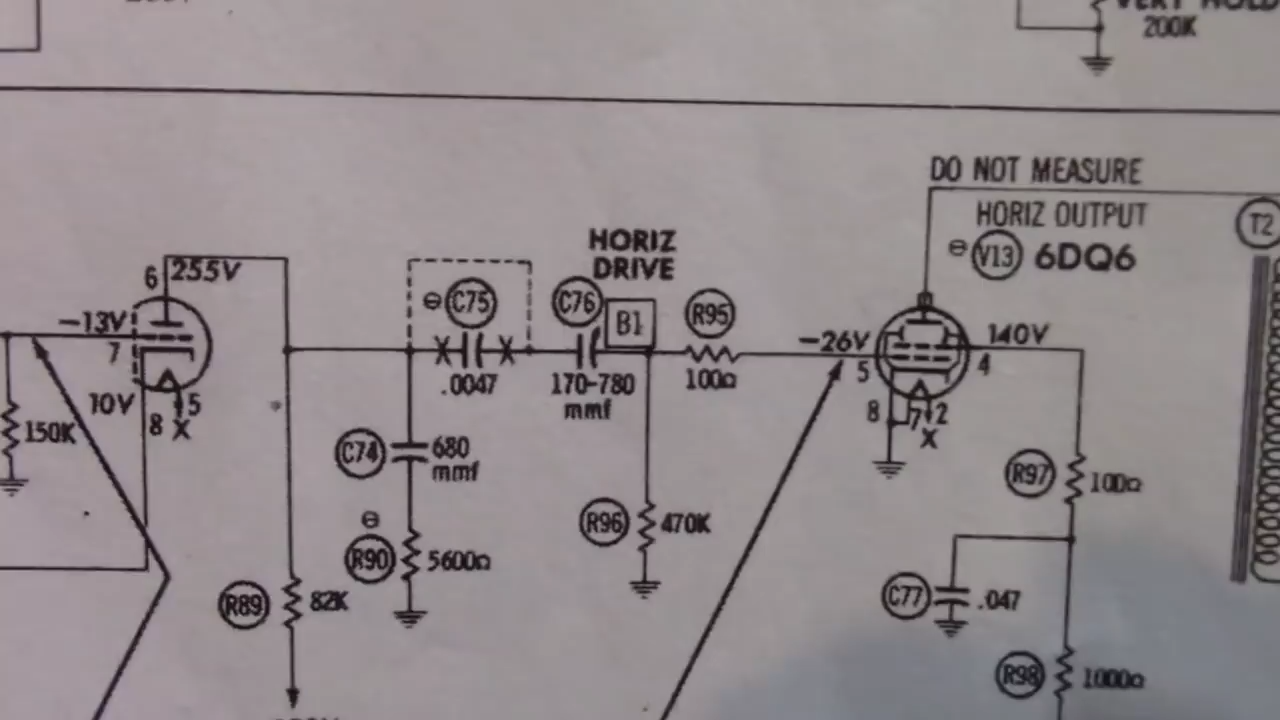 VERT HOLD
200K
DO NOT MEASURE
HORIZ OUTPUT
V13 6DQ6
T2
HORIZ
DRIVE
6 255V
-13V
7
10V
8 5
X
150K
C75
.0047
X X
C76
B1
170-780
mmf
R95
100Ω
-26V
5
140V
4
8 7 2
X
C74
680
mmf
R90
5600Ω
R89
82K
R96
470K
R97
100Ω
C77
.047
R98
1000Ω